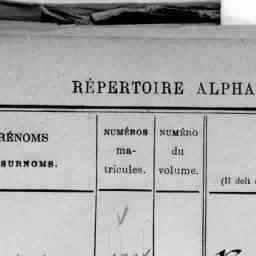 RÉPERTOIRE ALPHA
RÉNOMS
SURNOMS.
NUMÉROS
ma-
tricules.
NUMÉRO
du
volume.
(Il doit